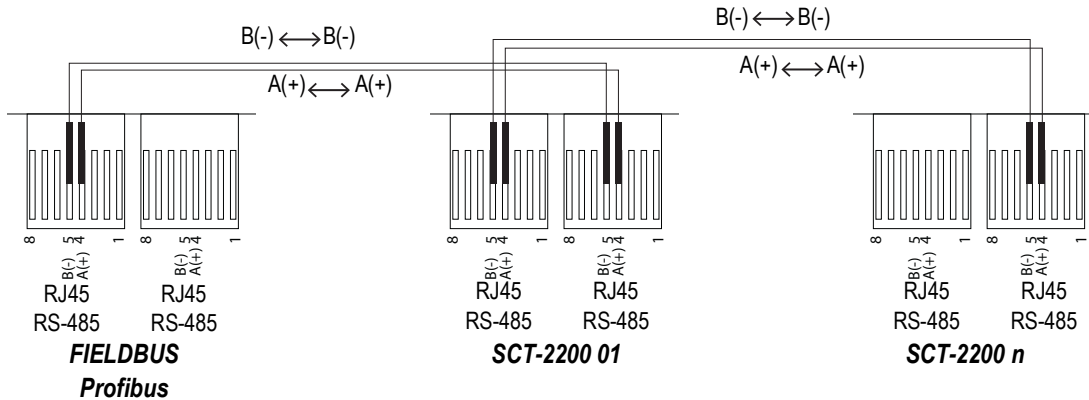 B(-) ⟷ B(-)
A(+) ⟷ A(+)
B(-) ⟷ B(-)
A(+) ⟷ A(+)
8 5 4 1 8 5 4 1
B(-) A(+) B(-) A(+)
RJ45 RJ45
RS-485 RS-485
FIELDBUS
Profibus
8 5 4 1 8 5 4 1
B(-) A(+) B(-) A(+)
RJ45 RJ45
RS-485 RS-485
SCT-2200 01
8 5 4 1 8 5 4 1
B(-) A(+) B(-) A(+)
RJ45 RJ45
RS-485 RS-485
SCT-2200 n